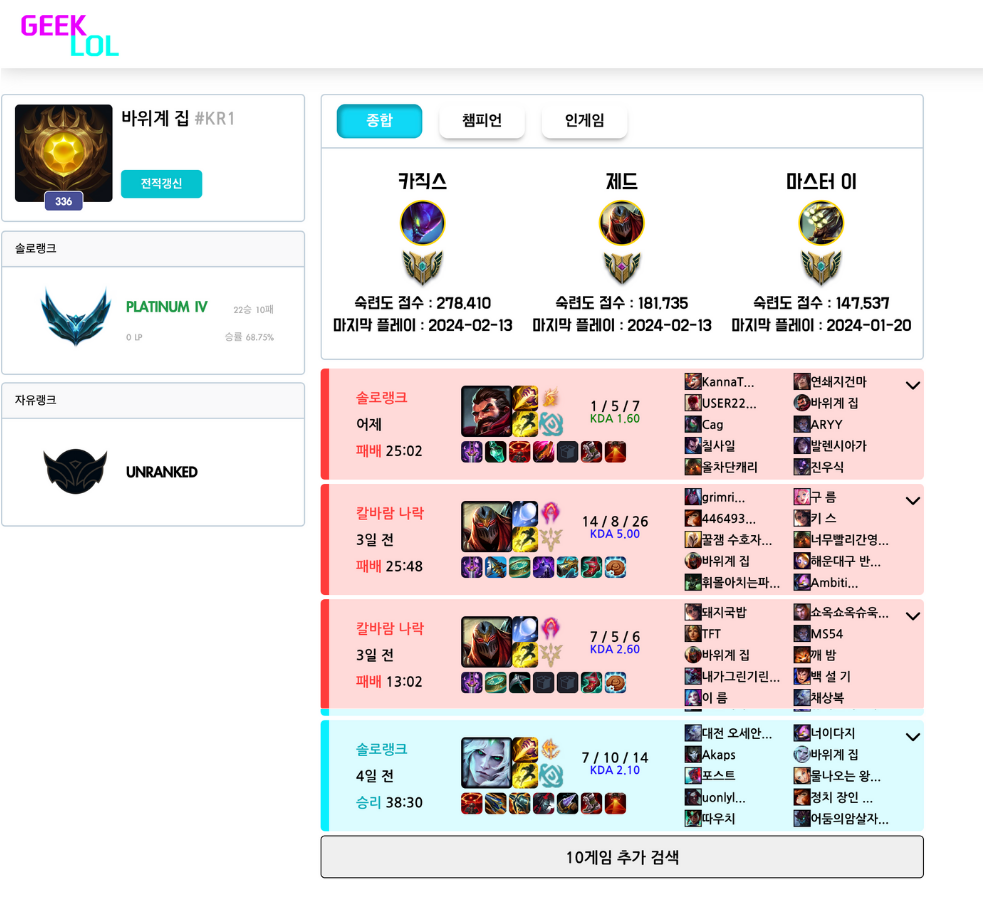 GEEK
LOL
바위게 집 #KR1
전적갱신
336
솔로랭크
PLATINUM IV 22승 10패
0 LP 승률 68.75%
자유랭크
UNRANKED
종합 챔피언 인게임
카직스 제드 마스터 이
숙련도 점수 : 278,410 숙련도 점수 : 181,735 숙련도 점수 : 147,537
마지막 플레이 : 2024-02-13 마지막 플레이 : 2024-02-13 마지막 플레이 : 2024-01-20
솔로랭크
어제
패배 25:02
1 / 5 / 7
KDA 1.60
KannaT... 연쇄지건마
USER22... 바위게 집
Cag ARYY
칠사일 발렌시아가
올차단캐리 진우식
칼바람 나락
3일 전
패배 25:48
14 / 8 / 26
KDA 5.00
grimri... 구 름
446493... 키 스
꿀잼 수호자... 너무빨리간영...
바위게 집 해운대구 반...
휘몰아치는파... Ambiti...
칼바람 나락
3일 전
패배 13:02
7 / 5 / 6
KDA 2.60
돼지국밥 쇼옥쇼옥슈욱...
TFT MS54
바위게 집 깨 밤
내가그린기린... 백 설 기
이 름 채상복
솔로랭크
4일 전
승리 38:30
7 / 10 / 14
KDA 2.10
대전 오세안... 너이다지
Akaps 바위게 집
포스트 물나오는 왕...
uonlyl... 정치 장인 ...
따우치 어둠의암살자...
10게임 추가 검색